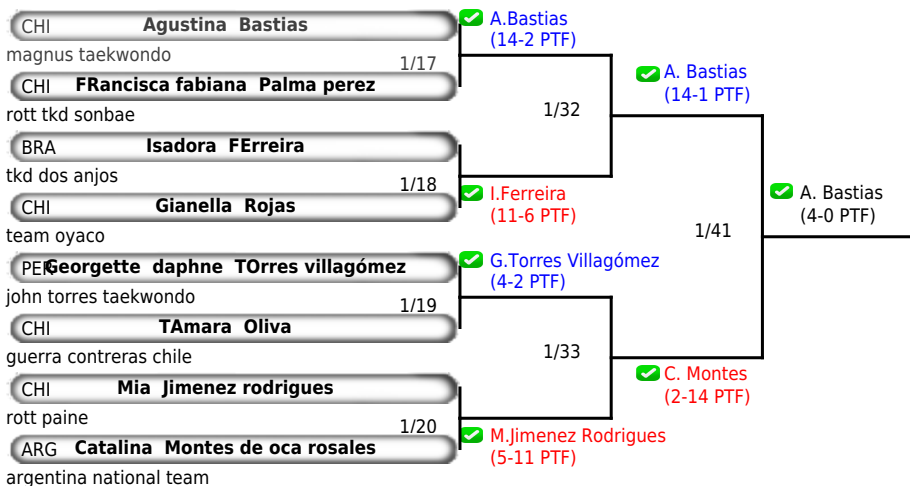 CHI Agustina Bastias
magnus taekwondo
1/17
CHI FRancisca fabiana Palma perez
rott tkd sonbae
BRA Isadora FErreira
tkd dos anjos
1/18
CHI Gianella Rojas
team oyaco
PER Georgette daphne TOrres villagómez
john torres taekwondo
1/19
CHI TAmara Oliva
guerra contreras chile
CHI Mia Jimenez rodrigues
rott paine
1/20
ARG Catalina Montes de oca rosales
argentina national team
A.Bastias
(14-2 PTF)
1/32
I.Ferreira
(11-6 PTF)
G.Torres Villagómez
(4-2 PTF)
1/33
M.Jimenez Rodrigues
(5-11 PTF)
A. Bastias
(14-1 PTF)
1/41
C. Montes
(2-14 PTF)
A. Bastias
(4-0 PTF)